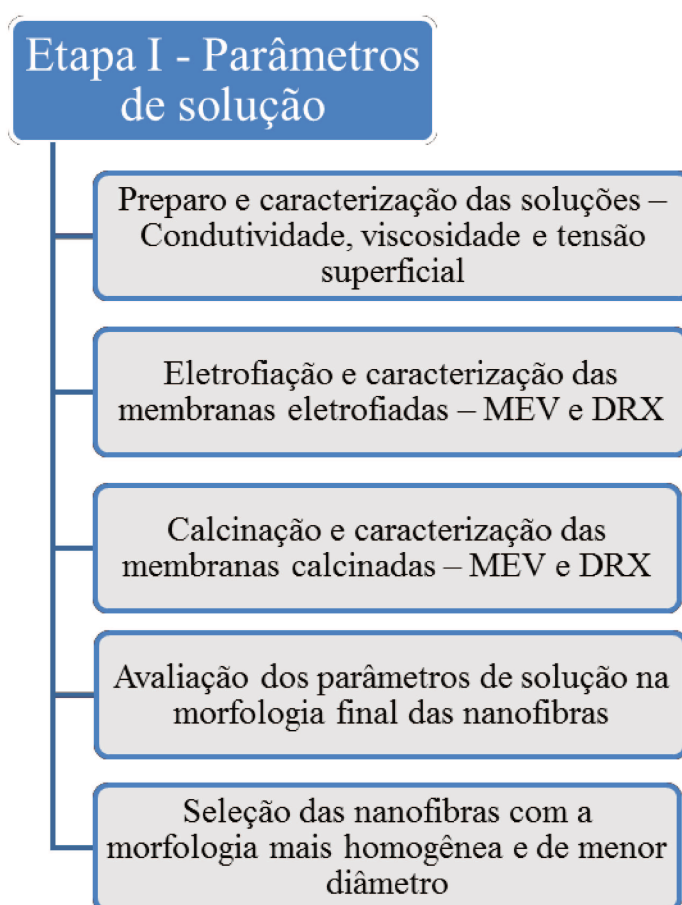 Etapa I - Parâmetros
de solução
Preparo e caracterização das soluções –
Condutividade, viscosidade e tensão
superficial
Eletrofiação e caracterização das
membranas eletrofiadas – MEV e DRX
Calcinação e caracterização das
membranas calcinadas – MEV e DRX
Avaliação dos parâmetros de solução na
morfologia final das nanofibras
Seleção das nanofibras com a
morfologia mais homogênea e de menor
diâmetro